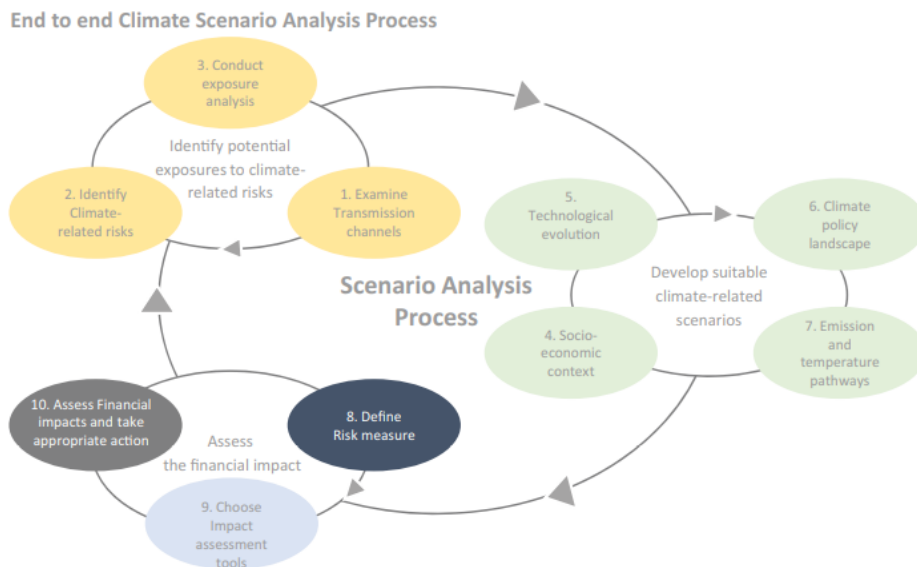 End to end Climate Scenario Analysis Process
3. Conduct
exposure
analysis
Identify potential
exposures to climate-
related risks
2. Identify
Climate-
related risks
1. Examine
Transmission
channels
5.
Technological
evolution
6. Climate
policy
landscape
Develop suitable
climate-related
scenarios
Scenario Analysis
Process
4. Socio-
economic
context
7. Emission
and
temperature
pathways
10. Assess Financial
impacts and take
appropriate action
8. Define
Risk measure
Assess
the financial impact
9. Choose
Impact
assessment
tools